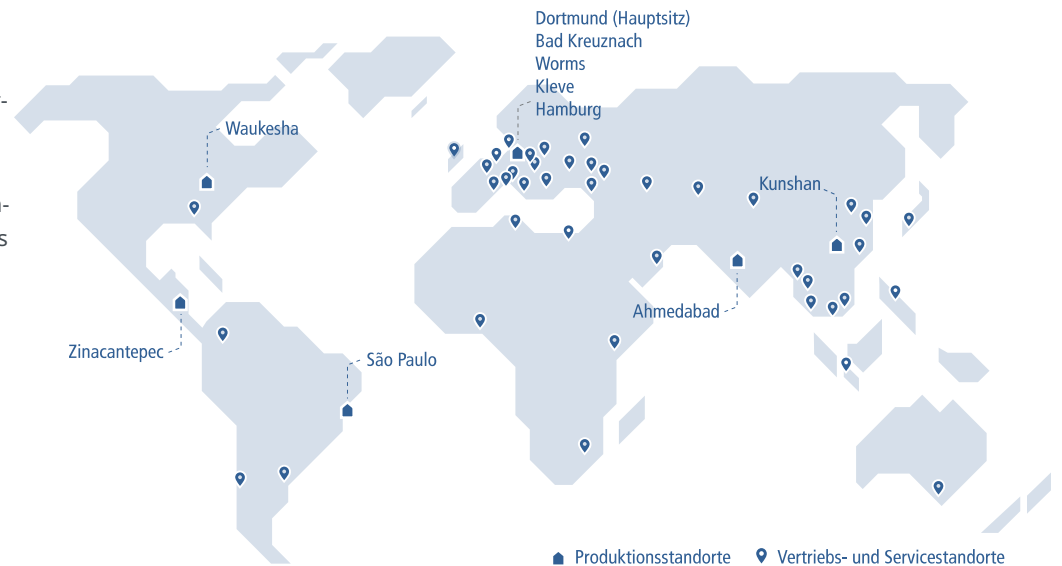 Dortmund (Hauptsitz)
Bad Kreuznach
Worms
Kleve
Hamburg
Waukesha
Kunshan
Ahmedabad
Zinacantepec
São Paulo
Produktionsstandorte
Vertriebs- und Servicestandorte